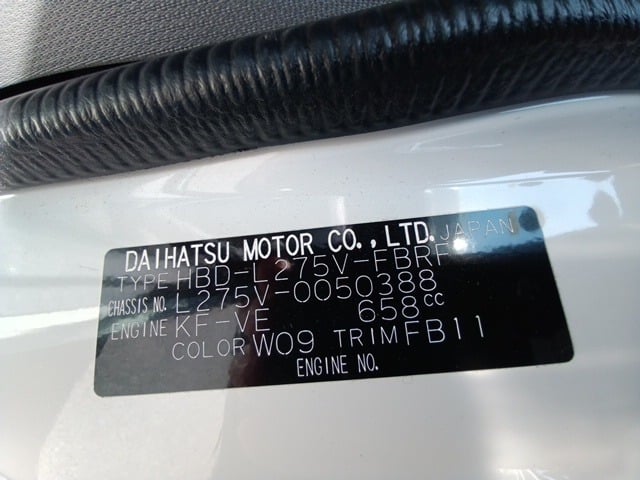 DAIHATSU MOTOR CO., LTD. JAPAN
TYPE HBD-L275V-FBRF
CHASSIS NO. L275V-0050388
ENGINE KF-VE 658cc
COLOR W09 TRIM FB11
ENGINE NO.